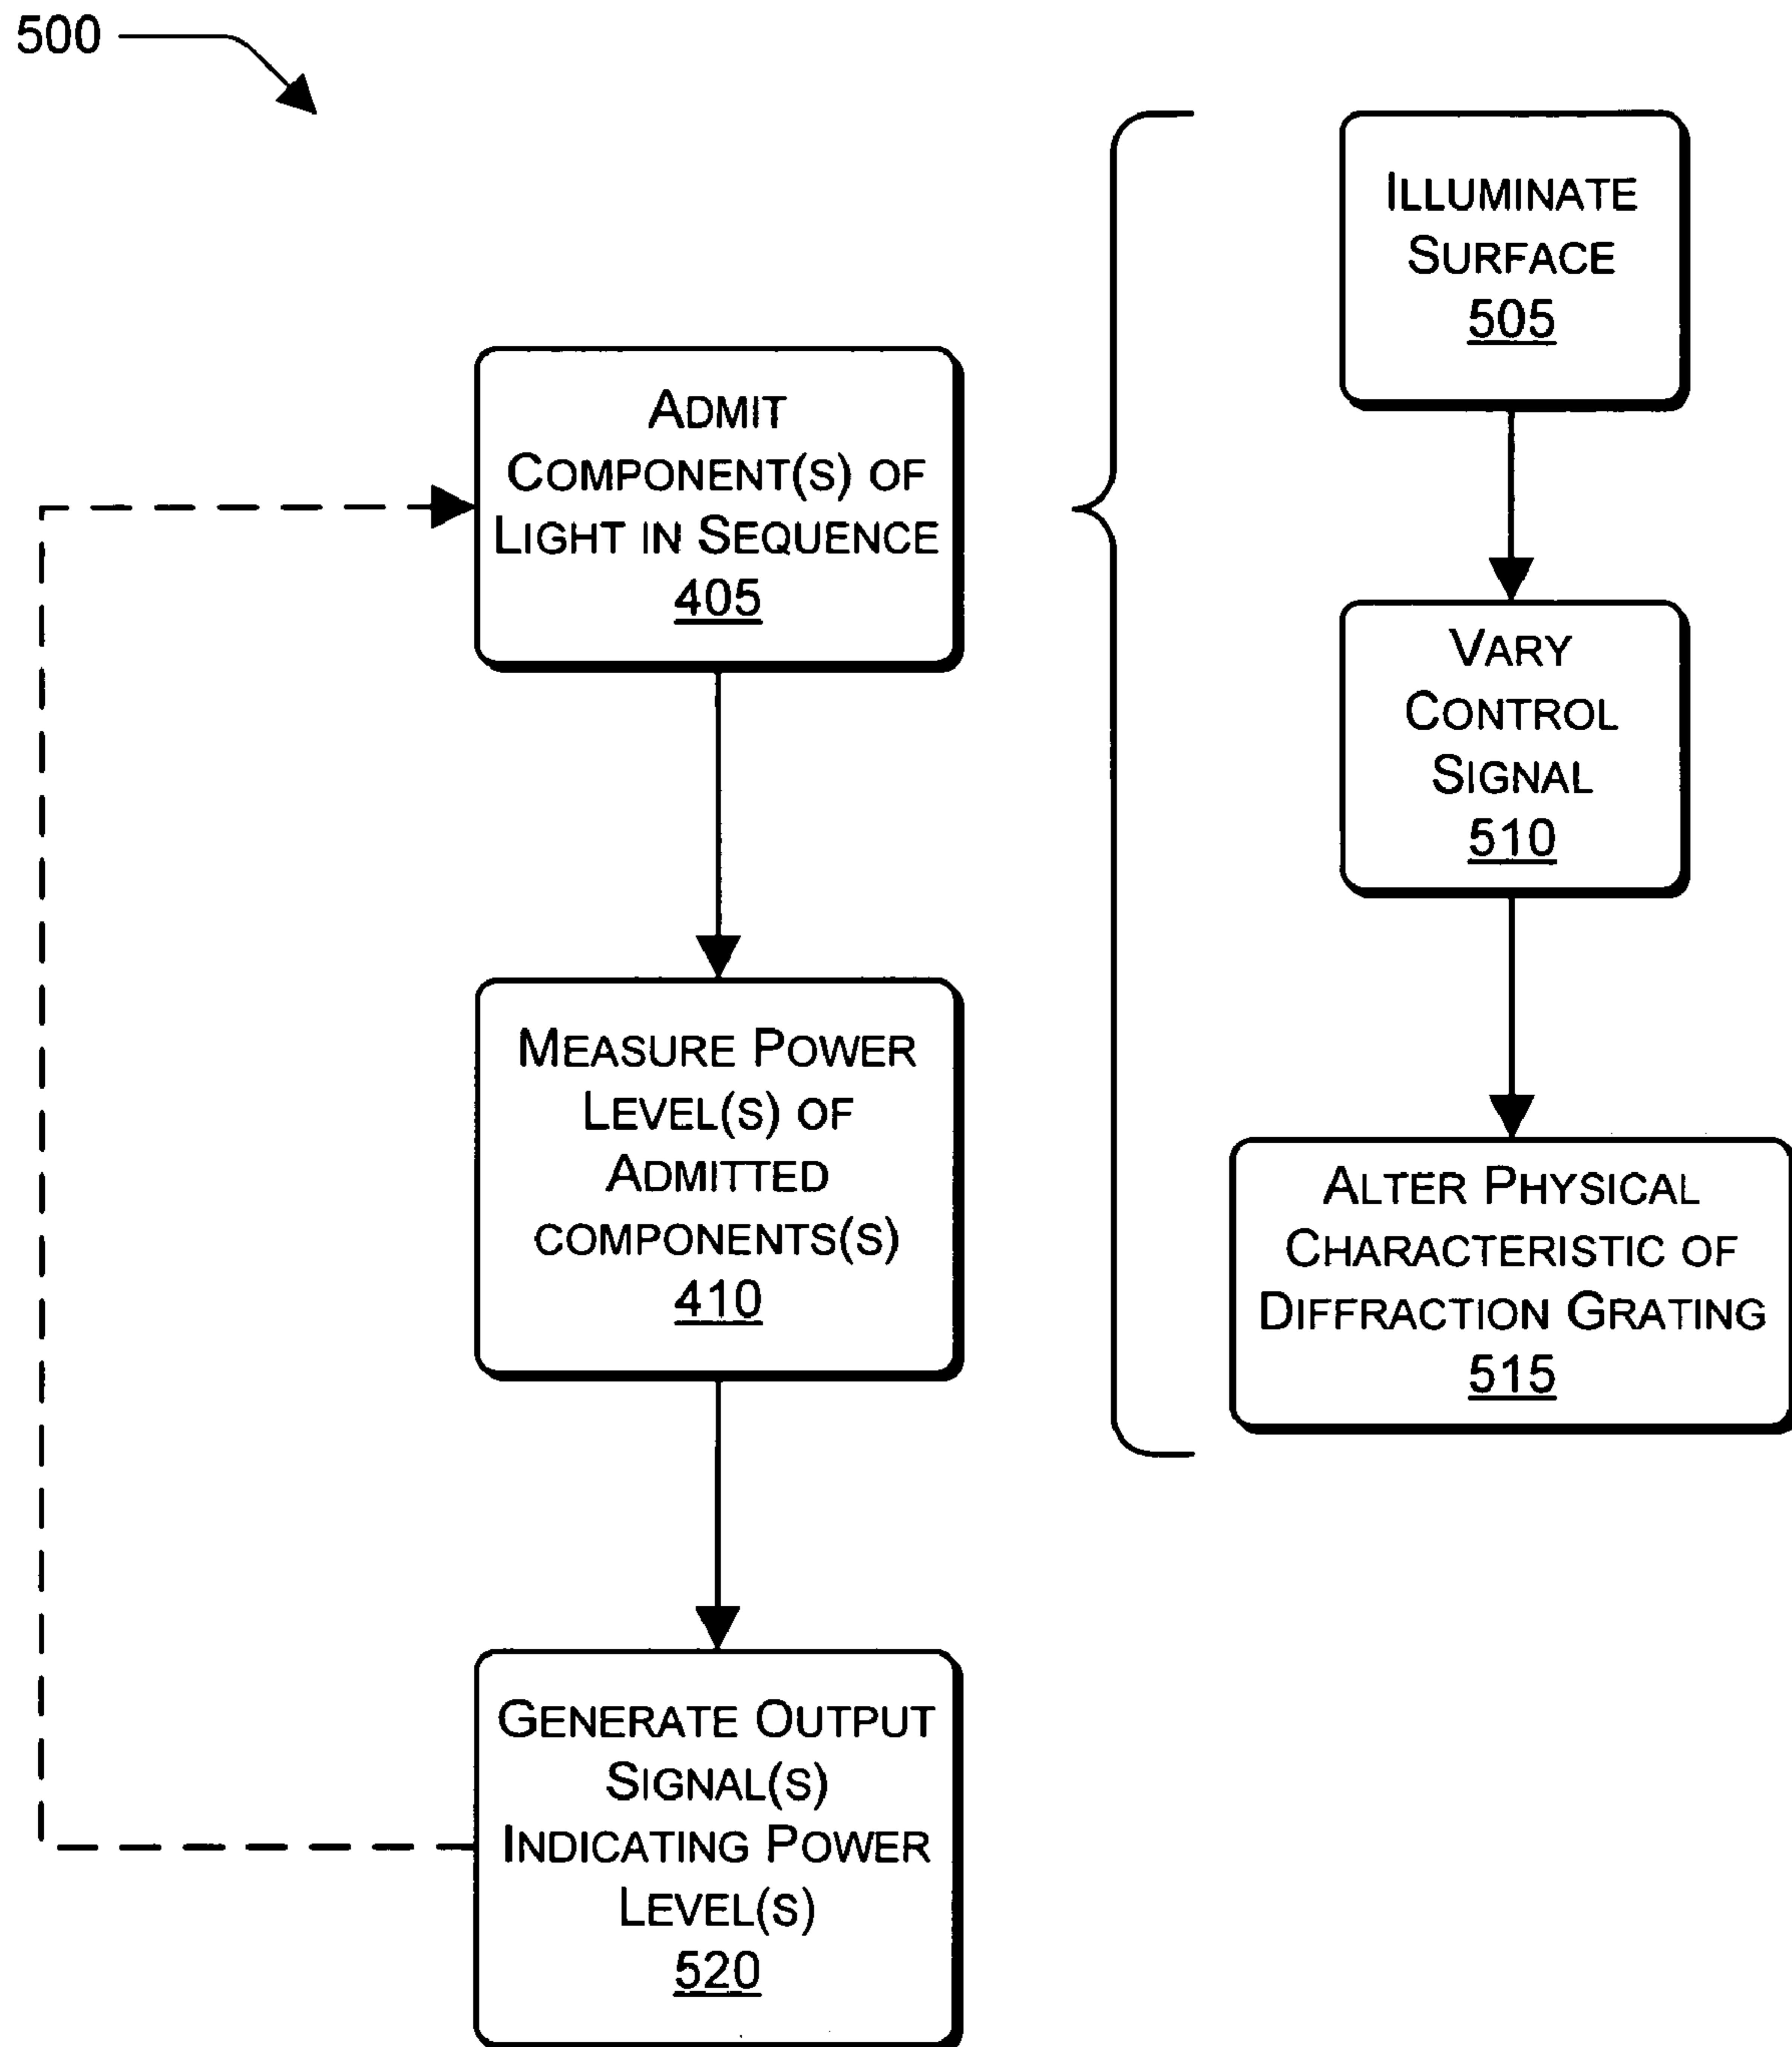 500
ADMIT
COMPONENT(S) OF
LIGHT IN SEQUENCE
405
MEASURE POWER
LEVEL(S) OF
ADMITTED
COMPONENTS(S)
410
GENERATE OUTPUT
SIGNAL(S)
INDICATING POWER
LEVEL(S)
520
ILLUMINATE
SURFACE
505
VARY
CONTROL
SIGNAL
510
ALTER PHYSICAL
CHARACTERISTIC OF
DIFFRACTION GRATING
515